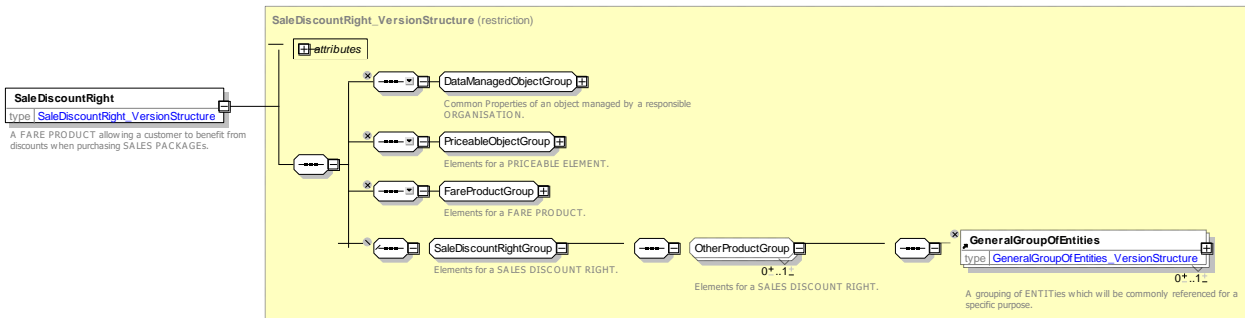 SaleDiscountRight_VersionStructure (restriction)
attributes
SaleDiscountRight
type SaleDiscountRight_VersionStructure
A FARE PRODUCT allowing a customer to benefit from
discounts when purchasing SALES PACKAGEs.
DataManagedObjectGroup
Common Properties of an object managed by a responsible
ORGANISATION.
PriceableObjectGroup
Elements for a PRICEABLE ELEMENT.
FareProductGroup
Elements for a FARE PRODUCT.
SaleDiscountRightGroup
Elements for a SALES DISCOUNT RIGHT.
OtherProductGroup
0..1
Elements for a SALES DISCOUNT RIGHT.
GeneralGroupOfEntities
type GeneralGroupOfEntities_VersionStructure
0..1
A grouping of ENTITies which will be commonly referenced for a
specific purpose.